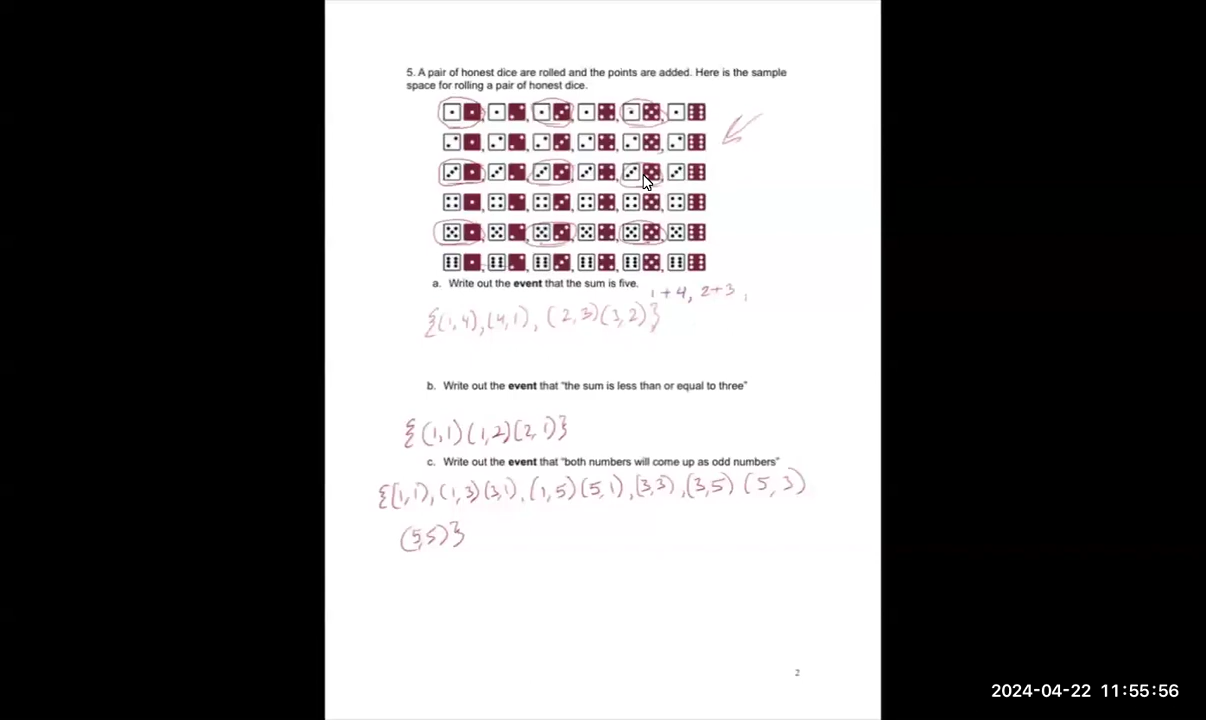 5. A pair of honest dice are rolled and the points are added. Here is the sample
space for rolling a pair of honest dice.
a. Write out the event that the sum is five.
1+4, 2+3,
{(1,4),(4,1), (2,3)(3,2)}
b. Write out the event that "the sum is less than or equal to three"
{(1,1)(1,2)(2,1)}
c. Write out the event that "both numbers will come up as odd numbers"
{(1,1), (1,3)(3,1), (1,5)(5,1), (3,3), (3,5) (5,3)
(5,5)}
2
2024-04-22 11:55:56